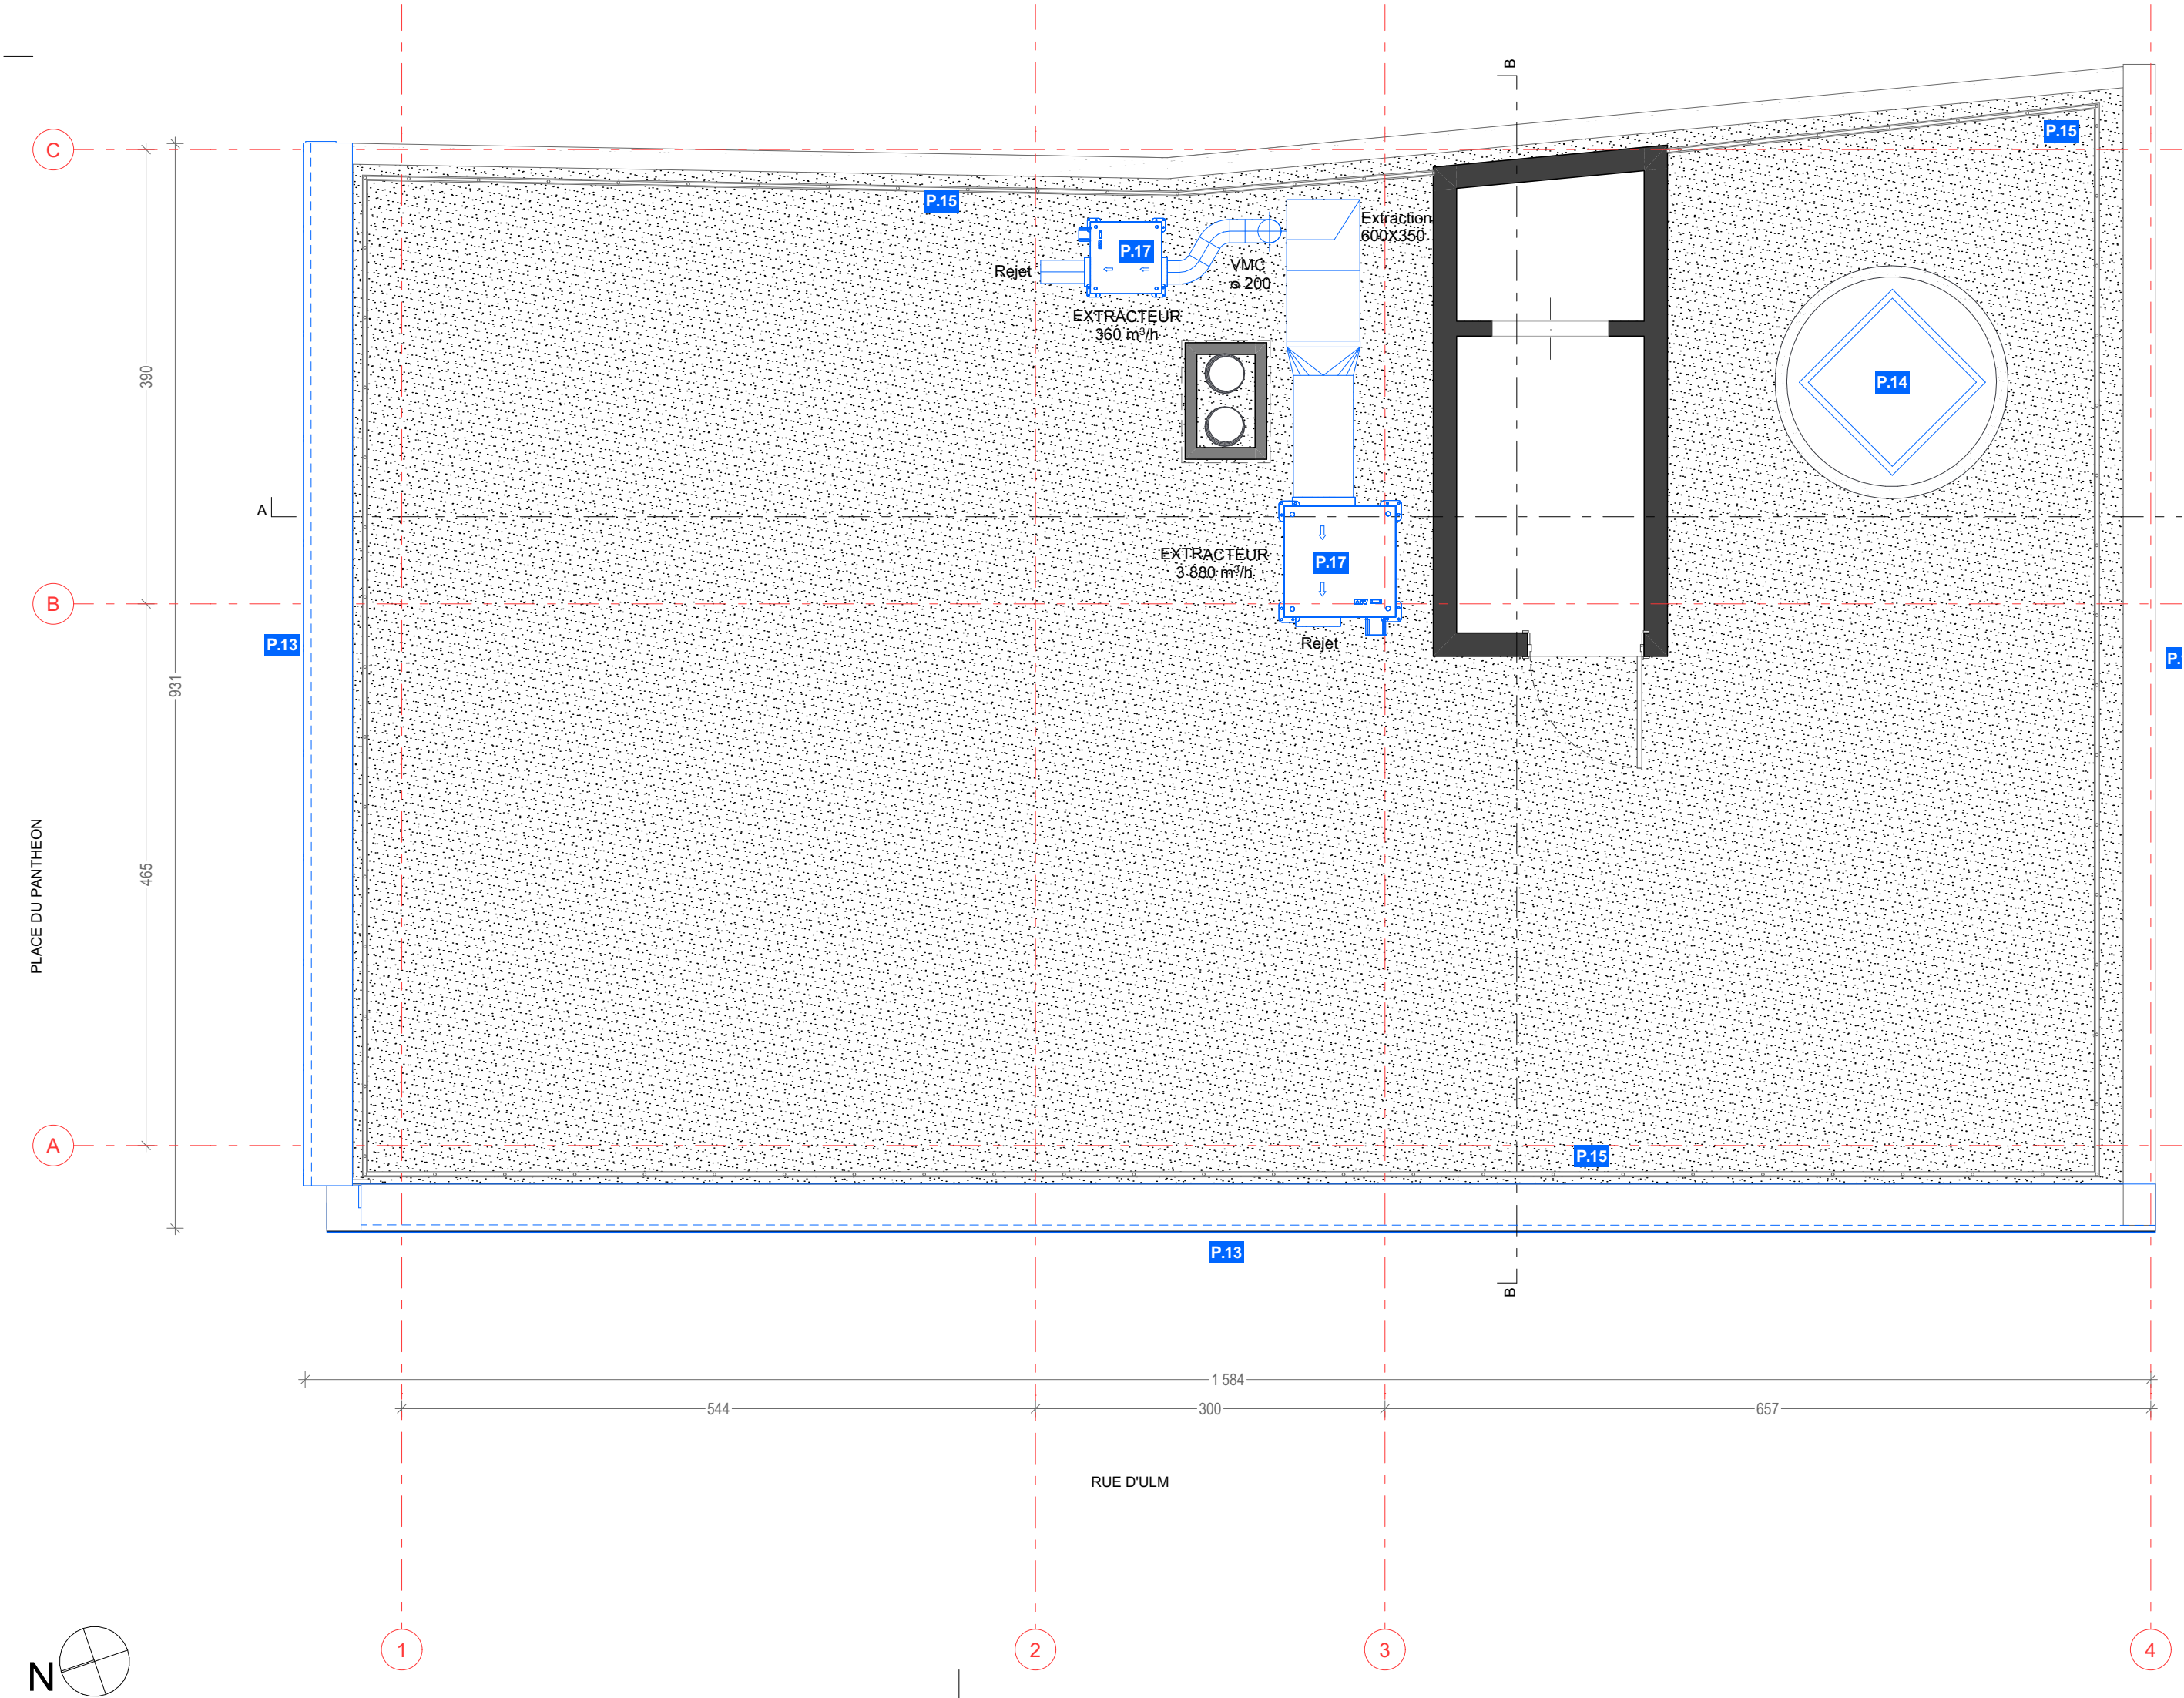 B
C
P.15
P.15
Extraction
600X350
P.17
Rejet
VMC
ø 200
EXTRACTEUR
360 m³/h
390
P.14
A
EXTRACTEUR
3 880 m³/h
P.17
B
P.13
Rejet
P.
931
PLACE DU PANTHEON
465
A
P.15
P.13
B
1 584
544
300
657
RUE D'ULM
1
2
3
4
N